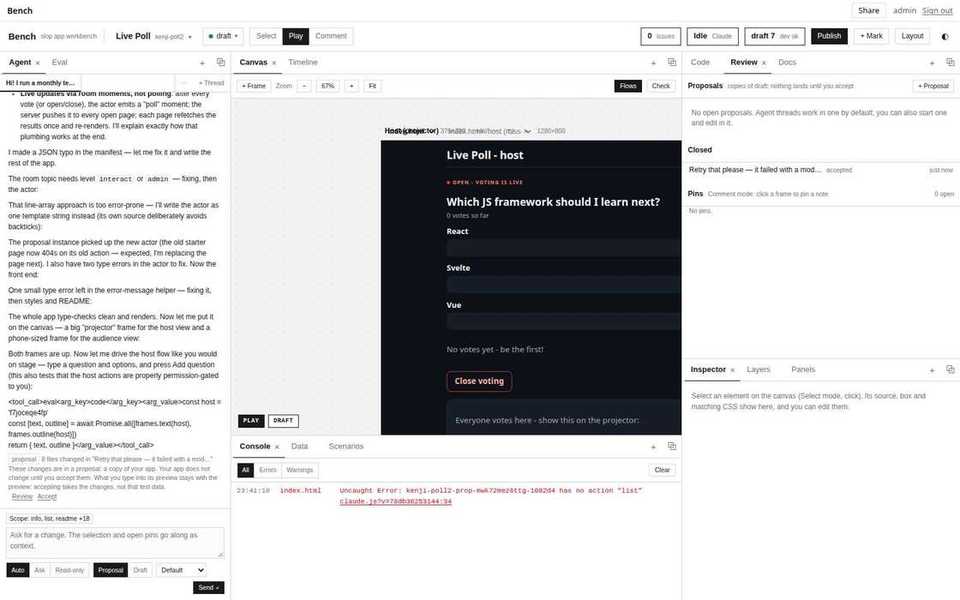 Bench
Share admin Sign out
Bench slop app workbench Live Poll kenji-poll2 draft Select Play Comment 0 issues Idle Claude draft 7 dev ok Publish + Mark Layout
Agent × Eval +
Hi! I run a monthly te… ··· + Thread
Live updates via room moments, not polling: after every
vote (or open/close), the actor emits a "poll" moment; the
server pushes it to every open page; each page refetches the
results once and re-renders. I'll explain exactly how that
plumbing works at the end.
I made a JSON typo in the manifest — let me fix it and write the
rest of the app.
The room topic needs level interact or admin — fixing, then
the actor:
That line-array approach is too error-prone — I'll write the actor as
one template string instead (its own source deliberately avoids
backticks):
The proposal instance picked up the new actor (the old starter
page now 404s on its old action — expected, I'm replacing the
page next). I also have two type errors in the actor to fix. Now the
front end:
One small type error left in the error-message helper — fixing it,
then styles and README:
The whole app type-checks clean and renders. Now let me put it
on the canvas — a big "projector" frame for the host view and a
phone-sized frame for the audience view:
Both frames are up. Now let me drive the host flow like you would
on stage — type a question and options, and press Add question
(this also tests that the host actions are properly permission-gated
to you):
<tool_call>eval<arg_key>code</arg_key><arg_value>const host =
'f7joceqe4fp'
const [text, outline] = await Promise.all([frames.text(host),
frames.outline(host)])
return { text, outline }</arg_value></tool_call>
proposal 8 files changed in "Retry that please — it failed with a mod…"
These changes are in a proposal: a copy of your app. Your app does not
change until you accept them. What you type into its preview stays with the
preview: accepting takes the changes, not that test data.
Review Accept
Scope: info, list, readme +18
Ask for a change. The selection and open pins go along as
context.
Auto Ask Read-only Proposal Draft Default
Send
Canvas × Timeline +
+ Frame Zoom − 67% + Fit Flows Check
Host (projector) 1280×800
Live Poll - host
OPEN - VOTING IS LIVE
Which JS framework should I learn next?
0 votes so far
React
Svelte
Vue
No votes yet - be the first!
Close voting
Everyone votes here - show this on the projector:
PLAY DRAFT
Console × Data Scenarios +
All Errors Warnings Clear
23:41:10 index.html Uncaught Error: kenji-poll2-prop-mwk72mez6ttg-1602d4 has no action "list"
claude.js?v=78db36253144:34
Code Review × Docs +
Proposals copies of draft: nothing lands until you accept + Proposal
No open proposals. Agent threads work in one by default; you can also start
one and edit in it.
Closed
Retry that please — it failed with a mod… accepted just now
Pins Comment mode: click a frame to pin a note 0 open
No pins.
Inspector × Layers Panels +
Select an element on the canvas (Select mode, click). Its source, box and
matching CSS show here, and you can edit them.